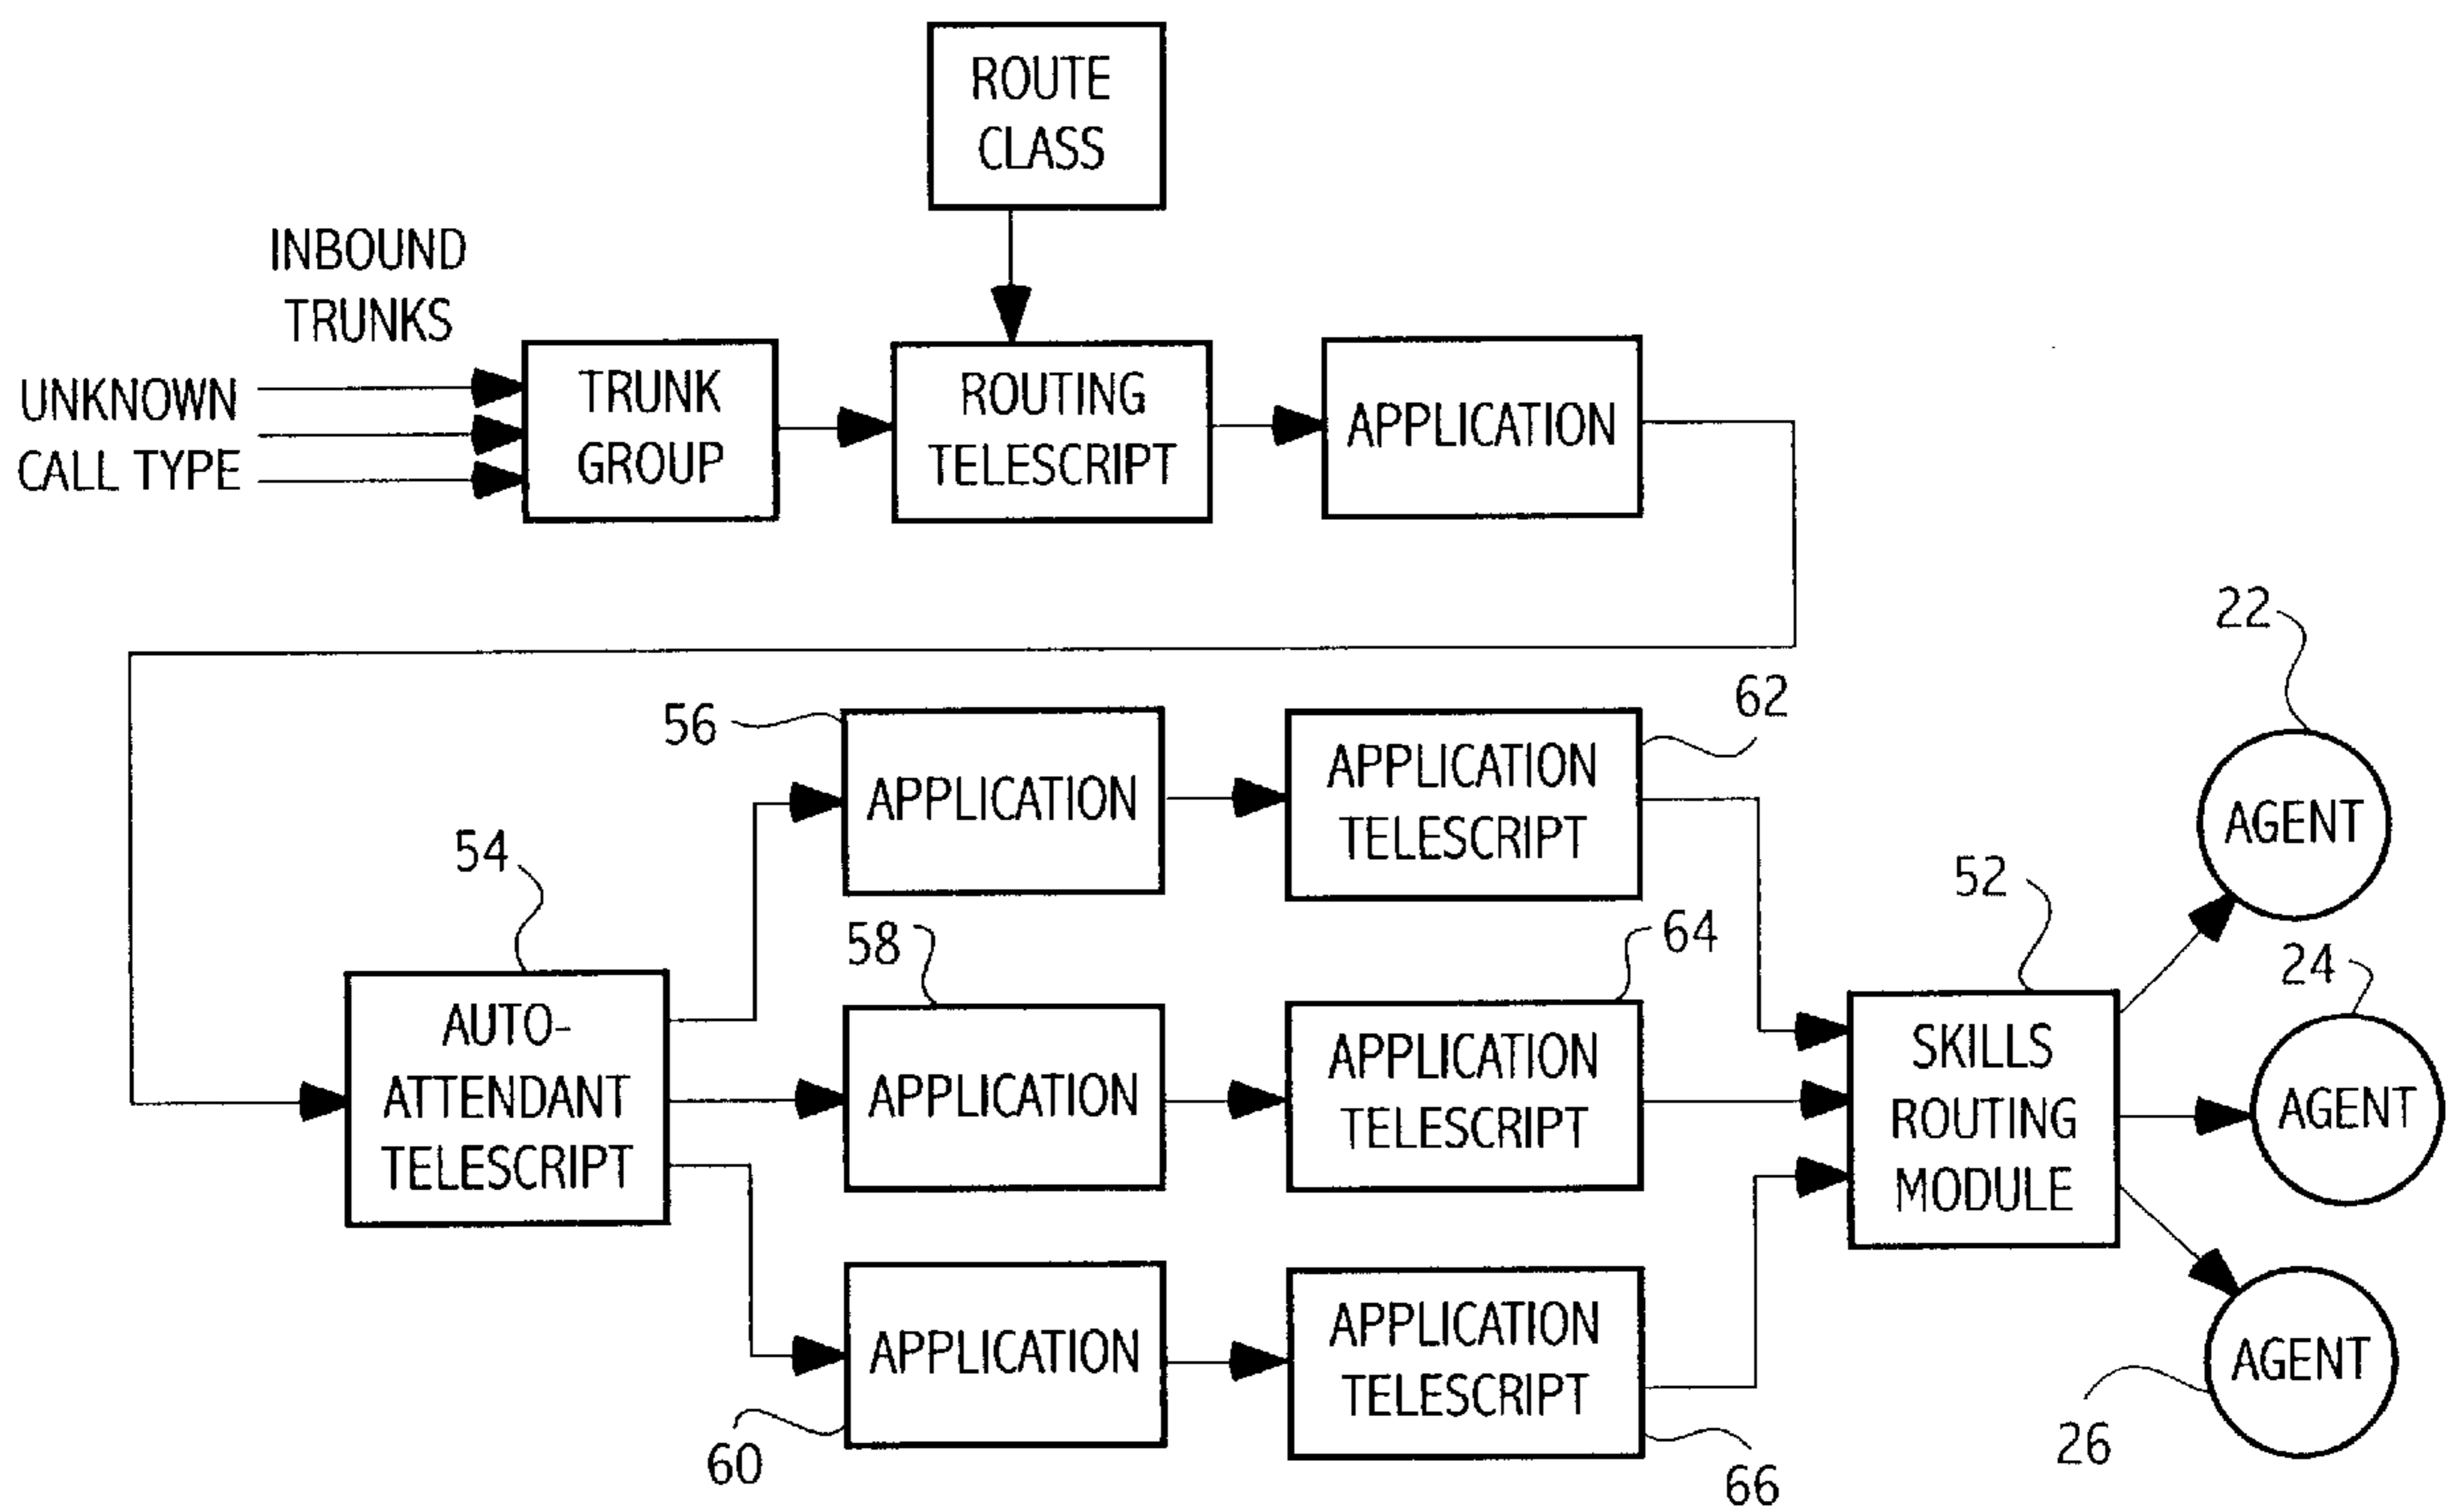 ROUTE
CLASS
INBOUND
TRUNKS
UNKNOWN
CALL TYPE
TRUNK
GROUP
ROUTING
TELESCRIPT
APPLICATION
22
56
62
APPLICATION
APPLICATION
TELESCRIPT
AGENT
54
52
58
64
24
AUTO-
ATTENDANT
TELESCRIPT
APPLICATION
APPLICATION
TELESCRIPT
SKILLS
ROUTING
MODULE
AGENT
APPLICATION
APPLICATION
TELESCRIPT
AGENT
60
66
26